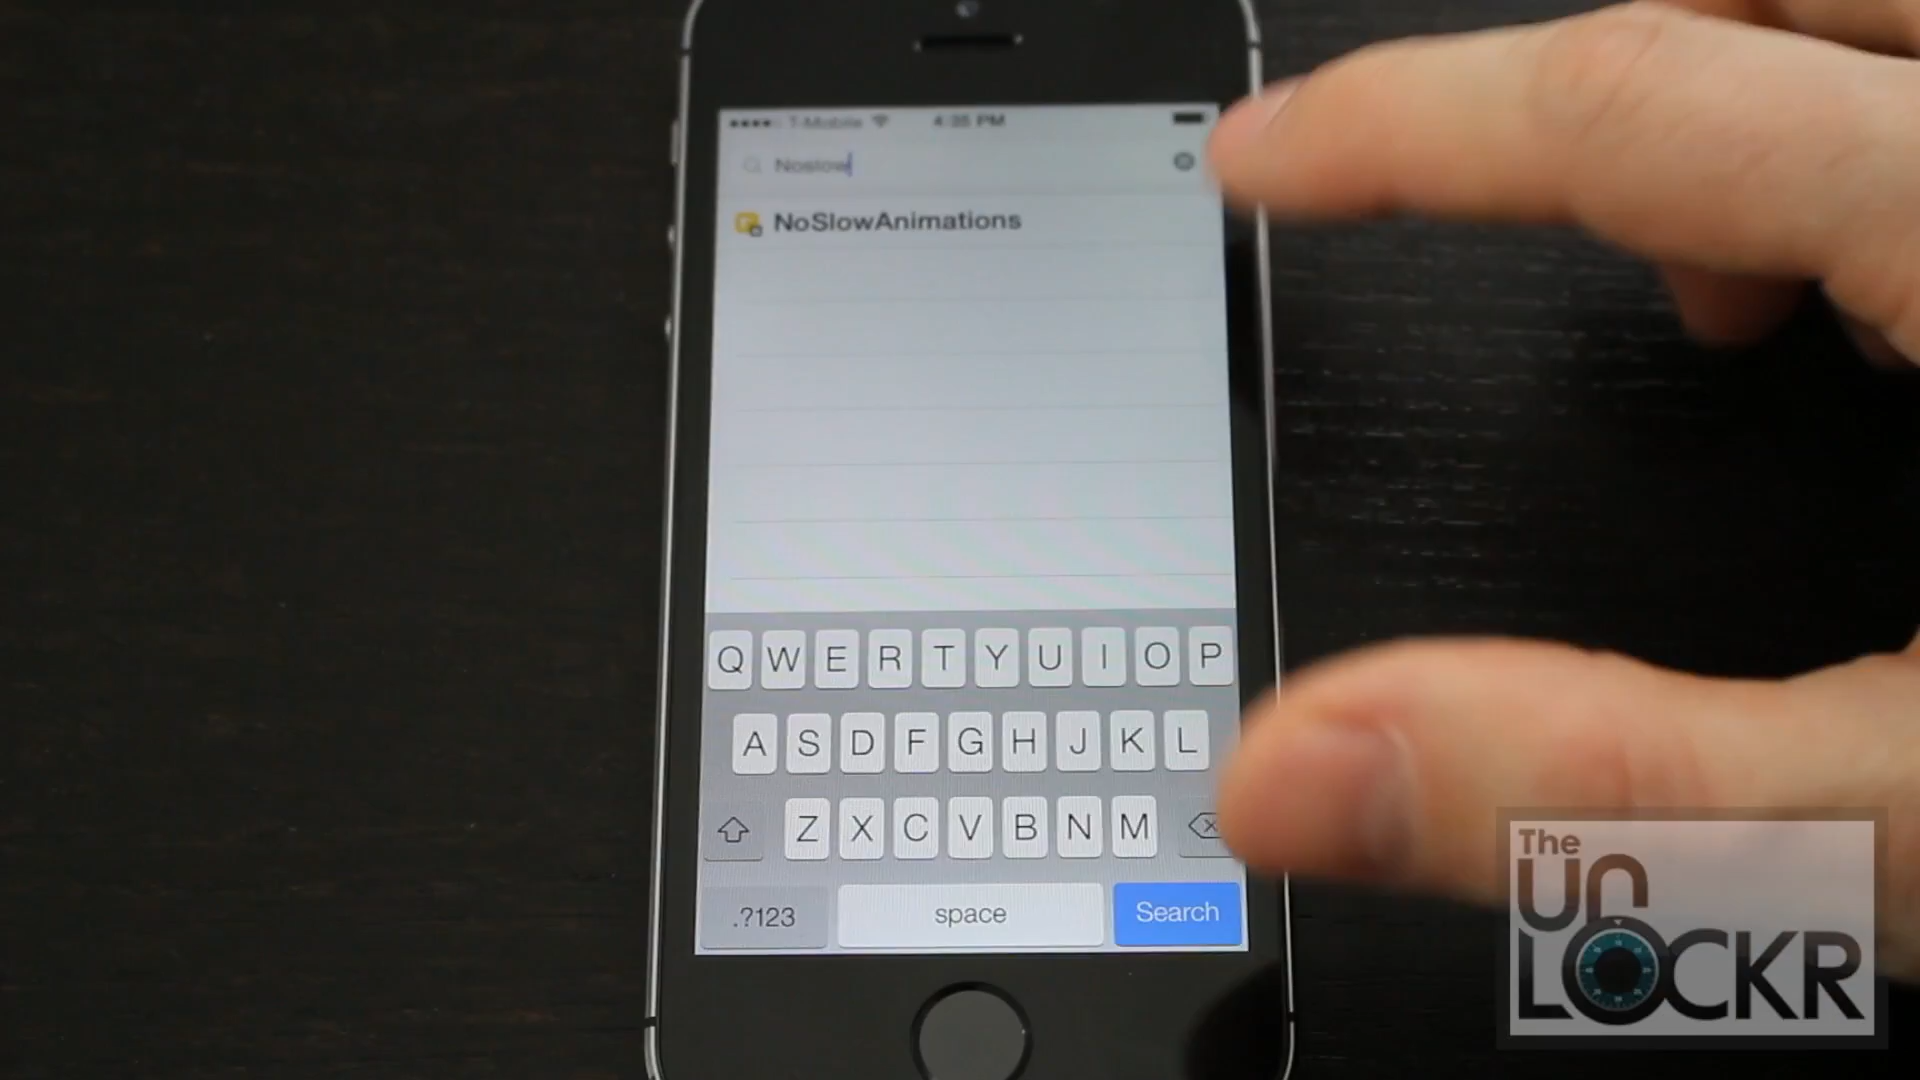 T-Mobile 4:35 PM
Noslow
NoSlowAnimations
Q W E R T Y U I O P
A S D F G H J K L
Z X C V B N M
.?123 space Search
The
UN
LOCKR